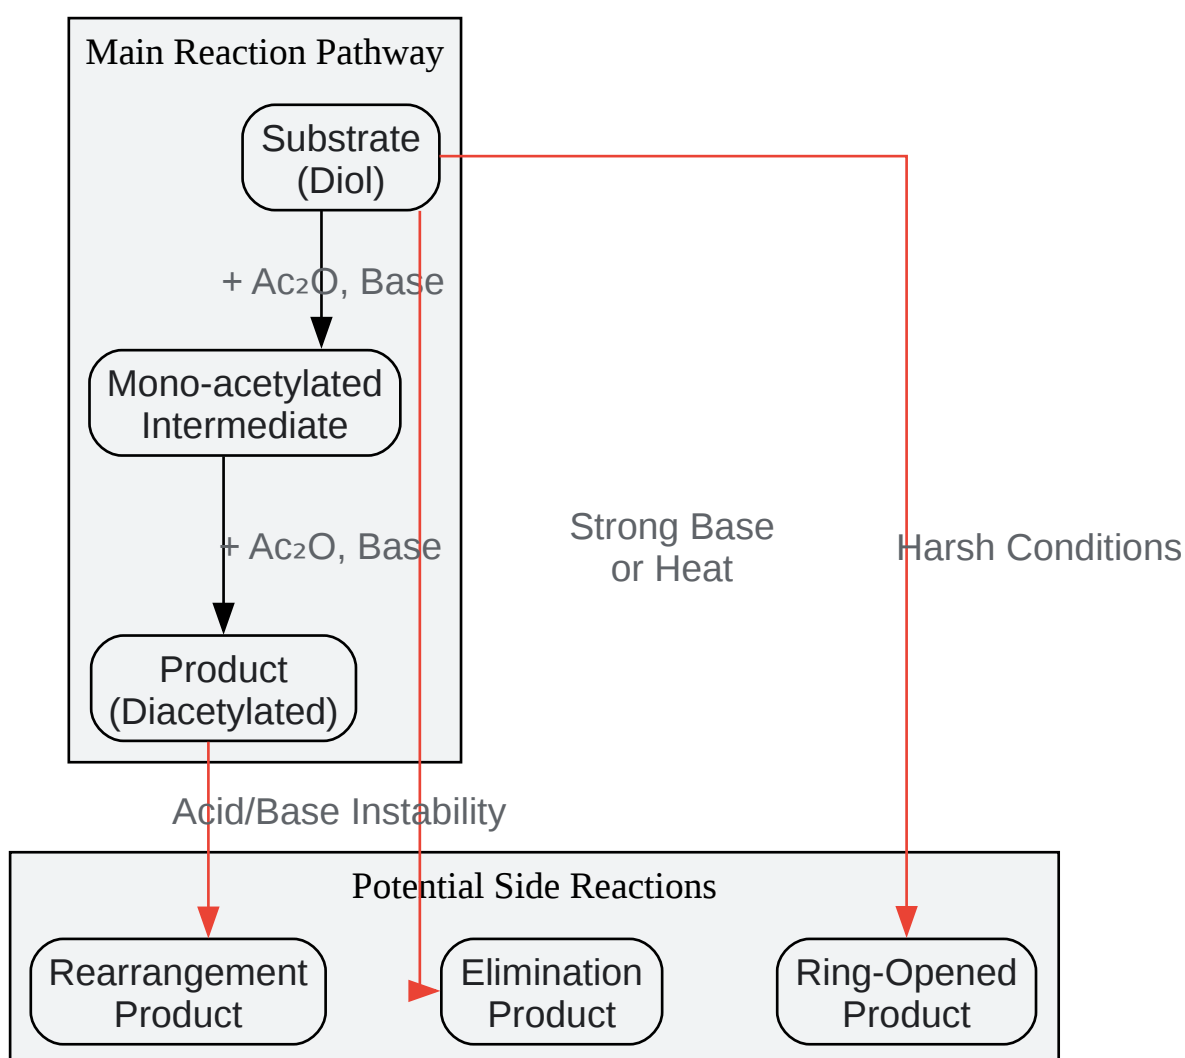 Main Reaction Pathway
Substrate
(Diol)
+ Ac₂O, Base
Mono-acetylated
Intermediate
+ Ac₂O, Base
Strong Base
or Heat
Harsh Conditions
Product
(Diacetylated)
Acid/Base Instability
Potential Side Reactions
Rearrangement
Product
Elimination
Product
Ring-Opened
Product